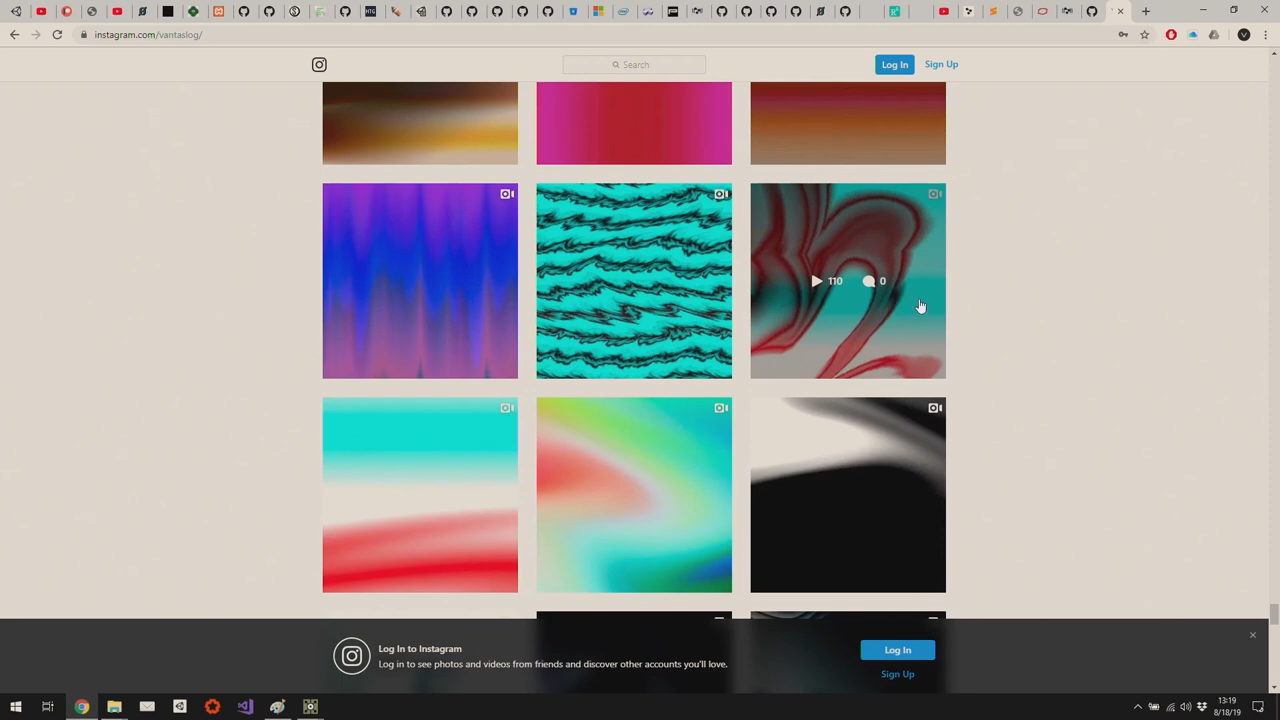 instagram.com/vantaslog/
Search
Log In
Sign Up
110
0
Log In to Instagram
Log in to see photos and videos from friends and discover other accounts you'll love.
Log In
Sign Up
13:19
8/18/19